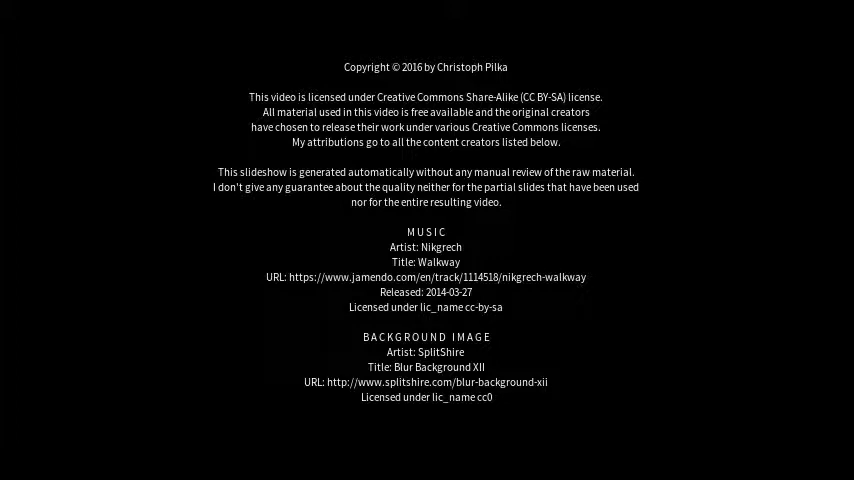 Copyright © 2016 by Christoph Pilka
This video is licensed under Creative Commons Share-Alike (CC BY-SA) license.
All material used in this video is free available and the original creators
have chosen to release their work under various Creative Commons licenses.
My attributions go to all the content creators listed below.
This slideshow is generated automatically without any manual review of the raw material.
I don't give any guarantee about the quality neither for the partial slides that have been used
nor for the entire resulting video.
MUSIC
Artist: Nikgrech
Title: Walkway
URL: https://www.jamendo.com/en/track/1114518/nikgrech-walkway
Released: 2014-03-27
Licensed under lic_name cc-by-sa
BACKGROUND IMAGE
Artist: SplitShire
Title: Blur Background XII
URL: http://www.splitshire.com/blur-background-xii
Licensed under lic_name cc0